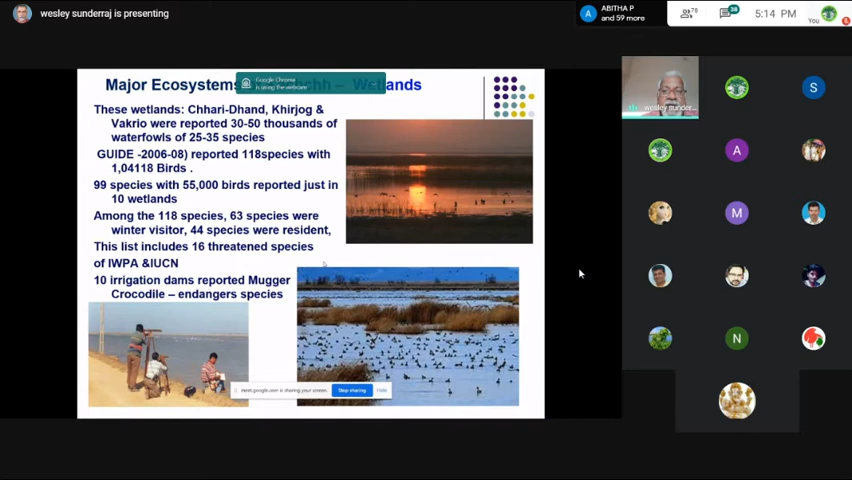 wesley sunderraj is presenting
ABITHA P
and 59 more
A
78
38
5:14 PM
You
Major Ecosystems
hh – Wetlands
Google Chrome
is using the webcam
These wetlands: Chhari-Dhand, Khirjog &
Vakrio were reported 30-50 thousands of
waterfowls of 25-35 species
GUIDE -2006-08) reported 118species with
1,04118 Birds .
99 species with 55,000 birds reported just in
10 wetlands
Among the 118 species, 63 species were
winter visitor, 44 species were resident,
This list includes 16 threatened species
of IWPA &IUCN
10 irrigation dams reported Mugger
Crocodile – endangers species
meet.google.com is sharing your screen.
Stop sharing
Hide
wesley sunder...
S
A
M
N